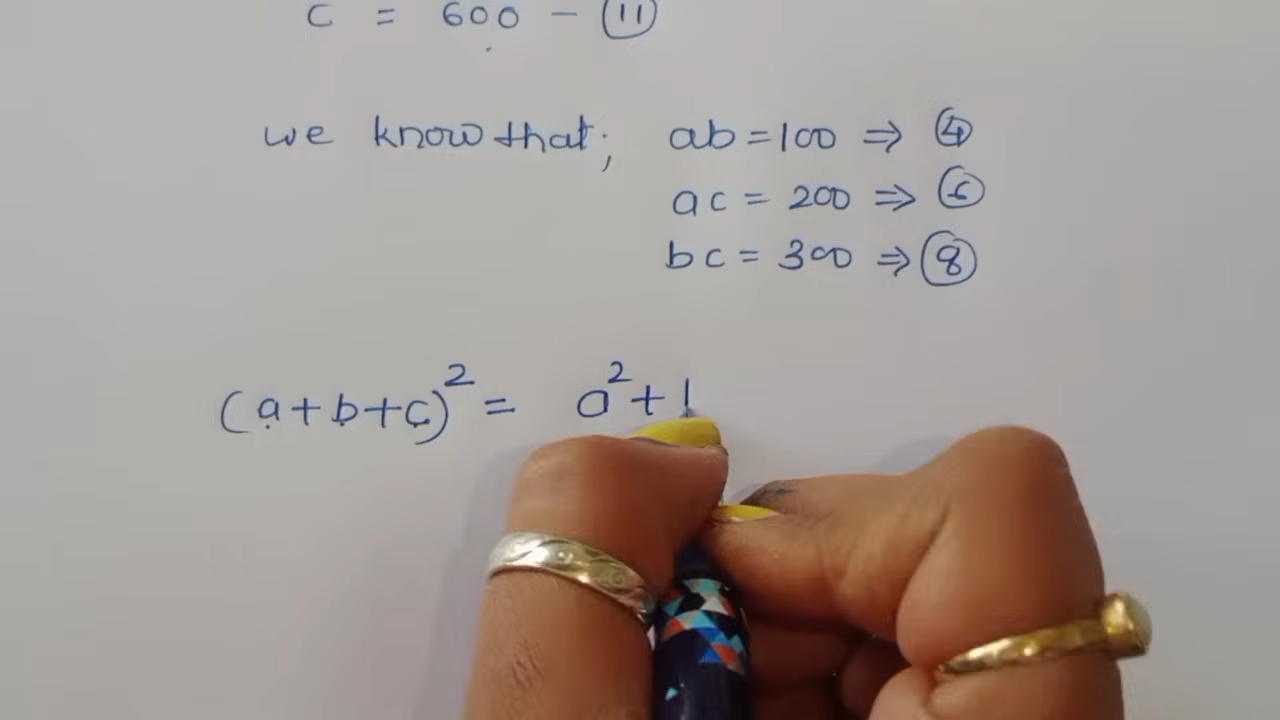 c = 600 - (11)
we know that; ab = 100 ⇒ (4)
ac = 200 ⇒ (6)
bc = 300 ⇒ (8)
(a+b+c)² = a² +